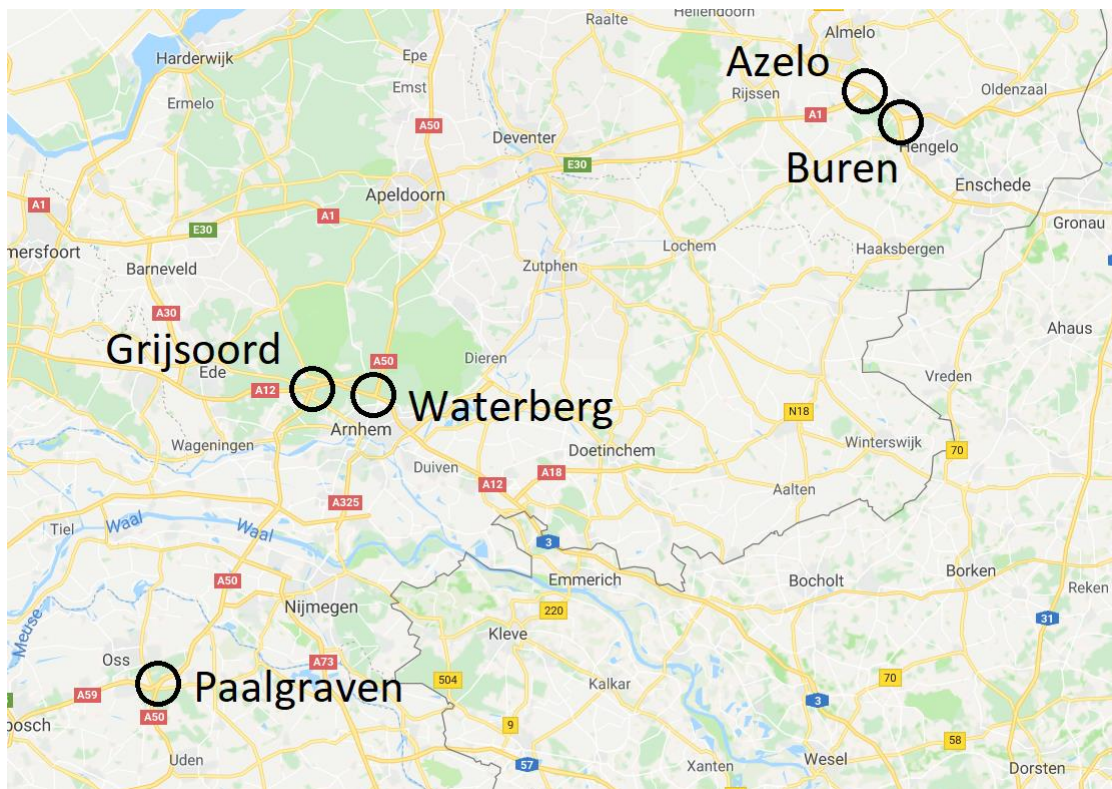 Raalte
Hellendoorn
Almelo
Harderwijk
Epe
Azelo
Emst
Rijssen
Oldenzaal
Ermelo
A1
A50
Deventer
Hengelo
E30
Buren
Enschede
Apeldoorn
A1
A1
Gronau
E30
Lochem
Haaksbergen
mersfoort
Zutphen
Barneveld
A30
Ahaus
Grijsoord
A50
Dieren
Ede
A12
Vreden
Waterberg
N18
Arnhem
Wageningen
Doetinchem
Winterswijk
70
Duiven
A18
A12
Aalten
A325
Tiel
Waal
Waal
3
Emmerich
Bocholt
Borken
A50
Reken
Nijmegen
220
31
Meuse
Kleve
Oss
A73
504
Kalkar
70
Paalgraven
A59
3
A50
bosch
9
58
Uden
57
Xanten
Wesel
Dorsten